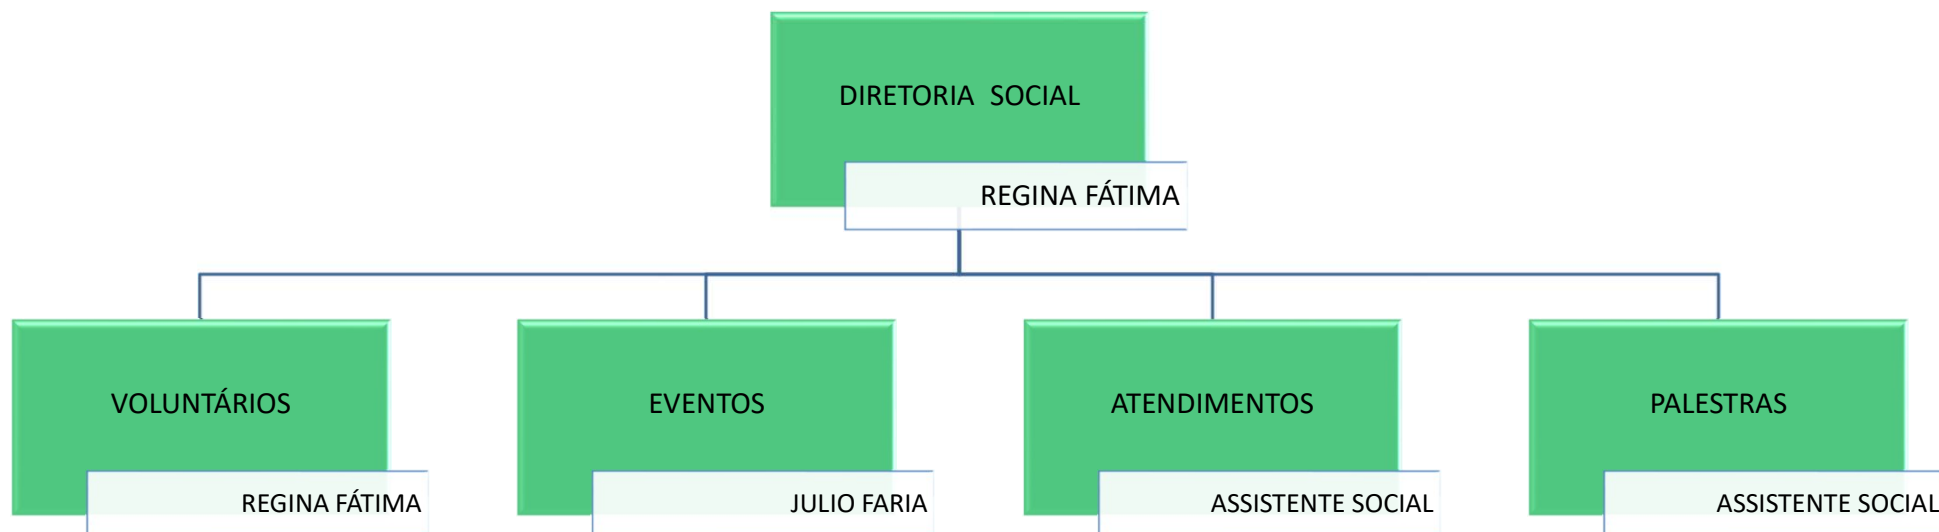 DIRETORIA SOCIAL
REGINA FÁTIMA
VOLUNTÁRIOS
REGINA FÁTIMA
EVENTOS
JULIO FARIA
ATENDIMENTOS
ASSISTENTE SOCIAL
PALESTRAS
ASSISTENTE SOCIAL